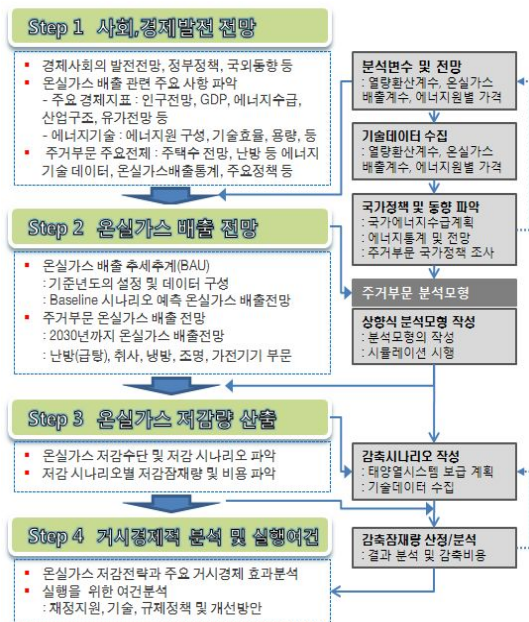 Step 1 사회,경제발전 전망
▪ 경제사회의 발전전망, 정부정책, 국외동향 등
▪ 온실가스 배출 관련 주요 사항 파악
- 주요 경제지표 : 인구전망, GDP, 에너지수급,
산업구조, 유가전망 등
- 에너지기술 : 에너지원 구성, 기술효율, 용량, 등
▪ 주거부문 주요전체 : 주택수 전망, 난방 등 에너지
기술 데이터, 온실가스배출통계, 주요정책 등
Step 2 온실가스 배출 전망
▪ 온실가스 배출 추세추계(BAU)
: 기준년도의 설정 및 데이터 구성
: Baseline 시나리오 예측 온실가스 배출전망
▪ 주거부문 온실가스 배출 전망
: 2030년까지 온실가스 배출전망
: 난방(급탕), 취사, 냉방, 조명, 가전기기 부문
Step 3 온실가스 저감량 산출
▪ 온실가스 저감수단 및 저감 시나리오 파악
▪ 저감 시나리오별 저감잠재량 및 비용 파악
Step 4 거시경제적 분석 및 실행여건
▪ 온실가스 저감전략과 주요 거시경제 효과분석
▪ 실행을 위한 여건분석
: 재정지원, 기술, 규제정책 및 개선방안
분석변수 및 전망
: 열량환산계수, 온실가스
배출계수, 에너지원별 가격
기술데이터 수집
: 열량환산계수, 온실가스
배출계수, 에너지원별 가격
국가정책 및 동향 파악
: 국가에너지수급계획
: 에너지통계 및 전망
: 주거부문 국가정책 조사
주거부문 분석모형
상향식 분석모형 작성
: 분석모형의 작성
: 시뮬레이션 시행
감축시나리오 작성
: 태양열시스템 보급 계획
: 기술데이터 수집
감축잠재량 산정/분석
: 결과 분석 및 감축비용